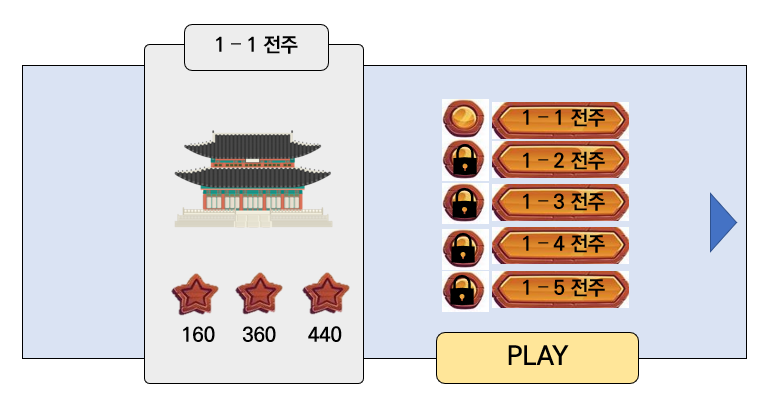 1 – 1 전주
160 360 440
1 – 1 전주
1 – 2 전주
1 – 3 전주
1 – 4 전주
1 – 5 전주
PLAY